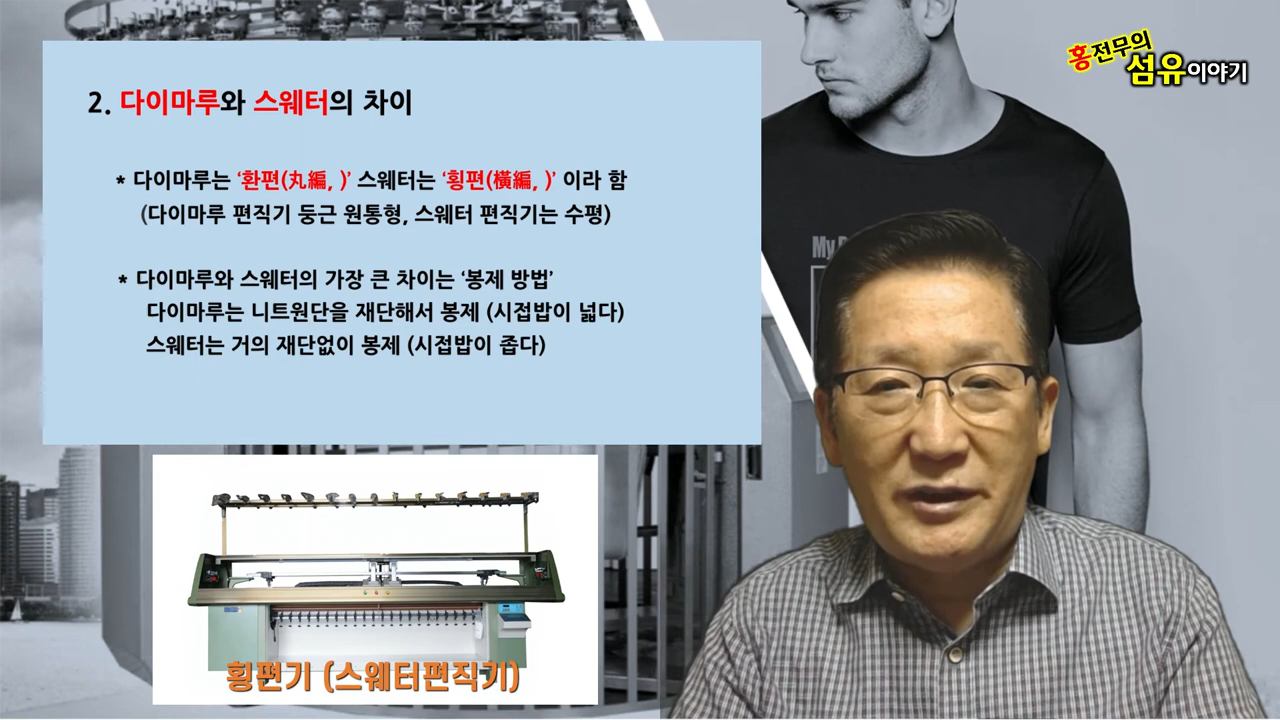 홍전무의
섬유이야기
2. 다이마루와 스웨터의 차이
* 다이마루는 ‘환편(丸編, )’ 스웨터는 ‘횡편(橫編, )’ 이라 함
(다이마루 편직기 둥근 원통형, 스웨터 편직기는 수평)
* 다이마루와 스웨터의 가장 큰 차이는 ‘봉제 방법’
다이마루는 니트원단을 재단해서 봉제 (시접밥이 넓다)
스웨터는 거의 재단없이 봉제 (시접밥이 좁다)
My
횡편기 (스웨터편직기)